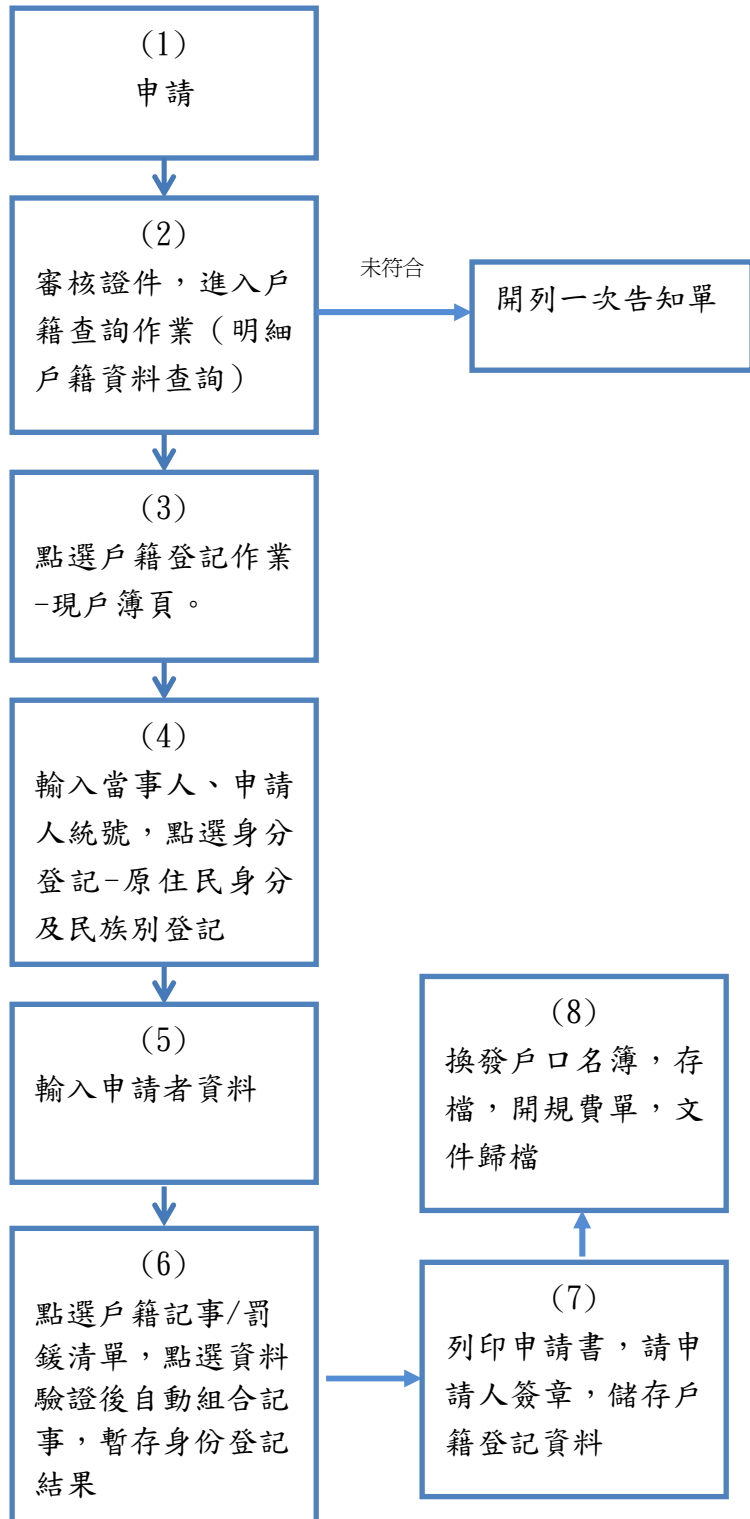 (1)
申請
(2)
審核證件，進入戶
籍查詢作業（明細
戶籍資料查詢）
未符合
開列一次告知單
(3)
點選戶籍登記作業
-現戶簿頁。
(4)
輸入當事人、申請
人統號，點選身分
登記-原住民身分
及民族別登記
(5)
輸入申請者資料
(6)
點選戶籍記事/罰
鍰清單，點選資料
驗證後自動組合記
事，暫存身份登記
結果
(7)
列印申請書，請申
請人簽章，儲存戶
籍登記資料
(8)
換發戶口名簿，存
檔，開規費單，文
件歸檔